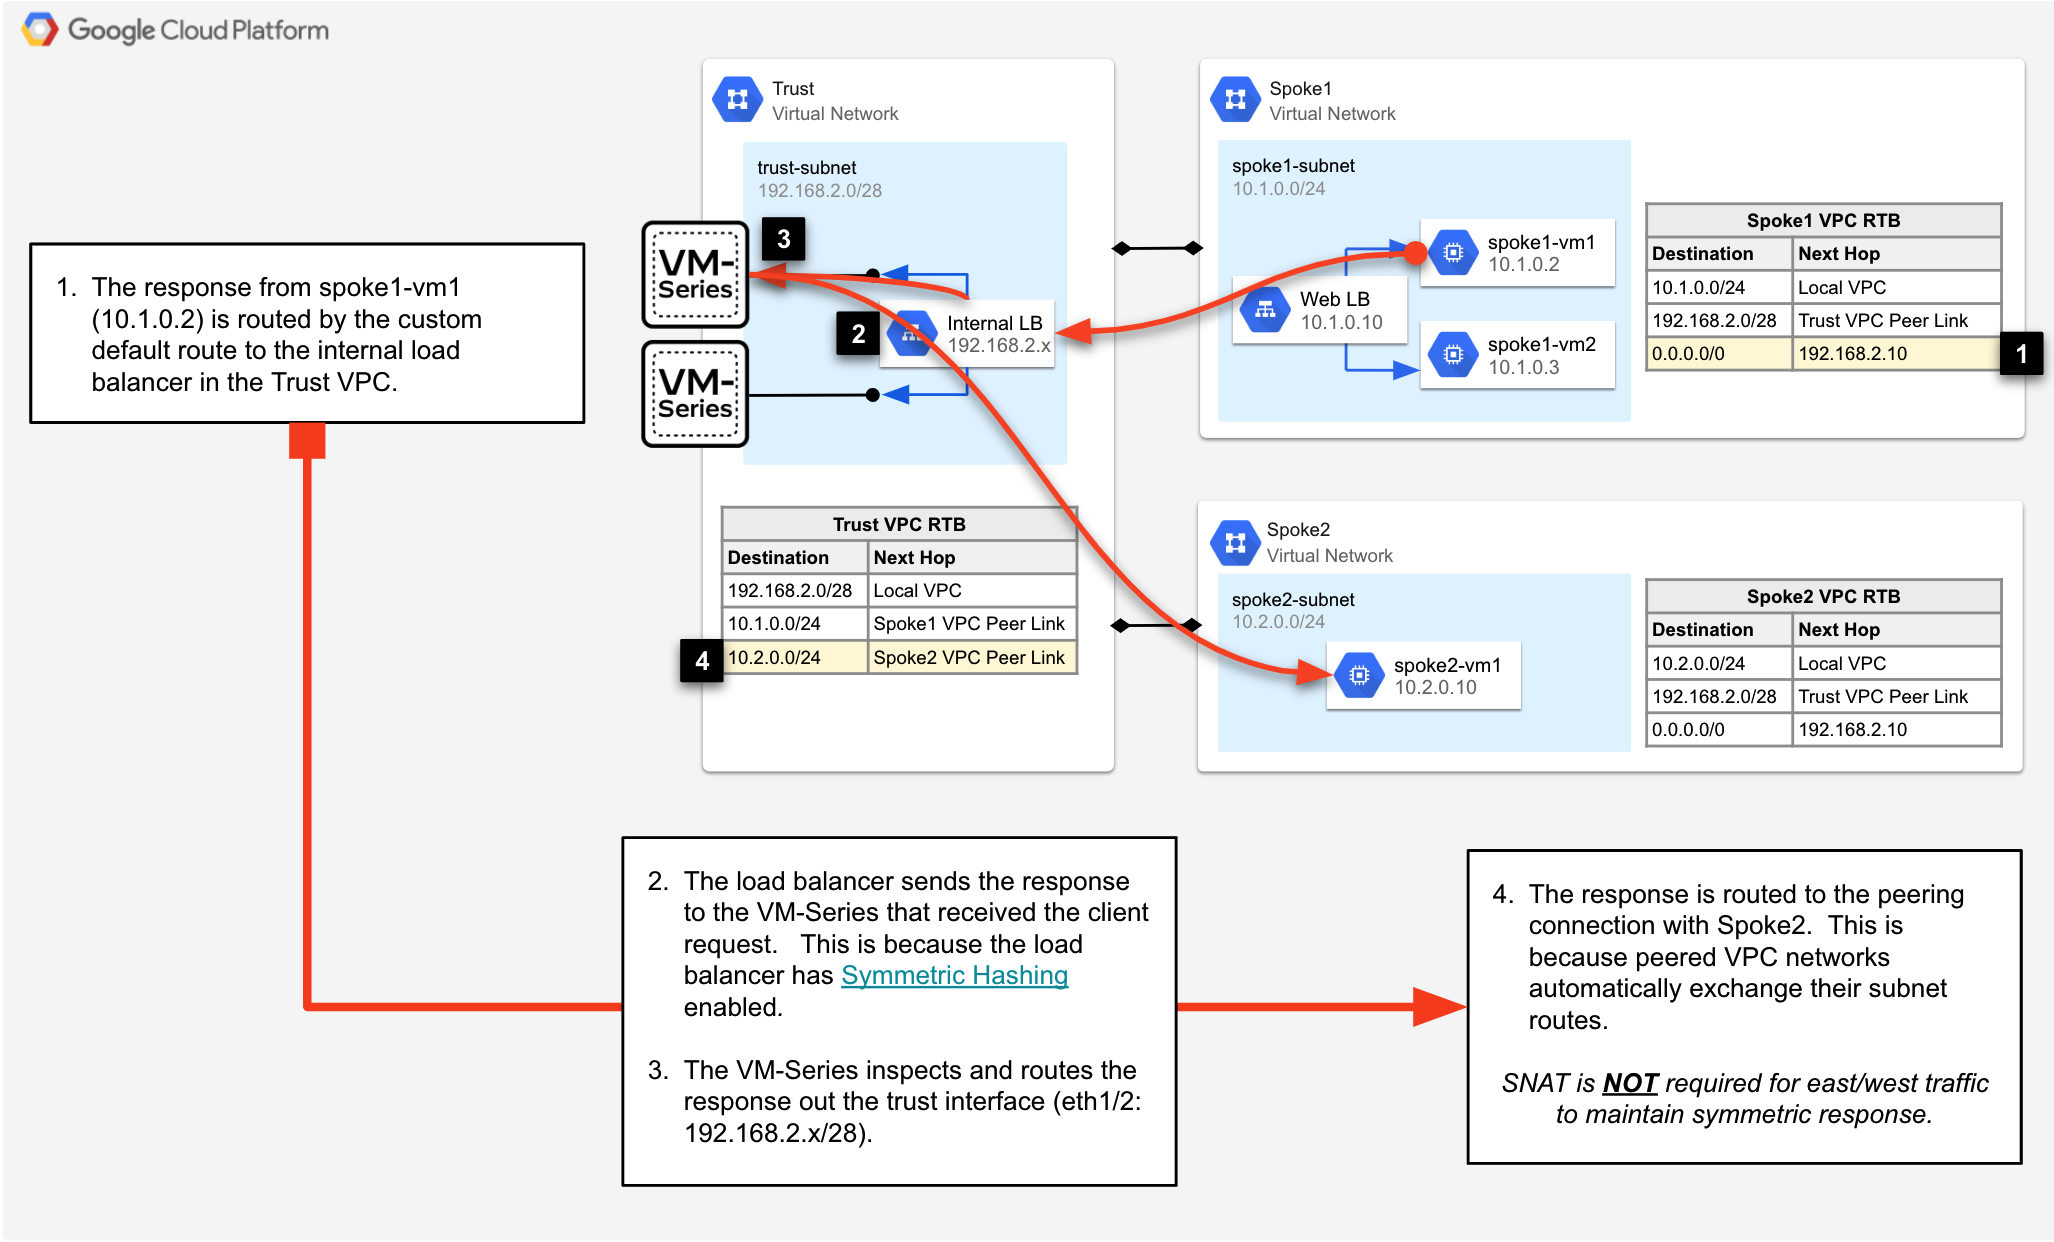 Google Cloud Platform
Trust
Virtual Network
trust-subnet
192.168.2.0/28
VM-
Series
3
2
Internal LB
192.168.2.x
VM-
Series
Trust VPC RTB
Destination Next Hop
192.168.2.0/28 Local VPC
10.1.0.0/24 Spoke1 VPC Peer Link
4
10.2.0.0/24 Spoke2 VPC Peer Link
Spoke1
Virtual Network
spoke1-subnet
10.1.0.0/24
spoke1-vm1
10.1.0.2
Web LB
10.1.0.10
spoke1-vm2
10.1.0.3
Spoke1 VPC RTB
Destination Next Hop
10.1.0.0/24 Local VPC
192.168.2.0/28 Trust VPC Peer Link
0.0.0.0/0 192.168.2.10
1
Spoke2
Virtual Network
spoke2-subnet
10.2.0.0/24
spoke2-vm1
10.2.0.10
Spoke2 VPC RTB
Destination Next Hop
10.2.0.0/24 Local VPC
192.168.2.0/28 Trust VPC Peer Link
0.0.0.0/0 192.168.2.10
1. The response from spoke1-vm1
(10.1.0.2) is routed by the custom
default route to the internal load
balancer in the Trust VPC.
2. The load balancer sends the response
to the VM-Series that received the client
request. This is because the load
balancer has Symmetric Hashing
enabled.
3. The VM-Series inspects and routes the
response out the trust interface (eth1/2:
192.168.2.x/28).
4. The response is routed to the peering
connection with Spoke2. This is
because peered VPC networks
automatically exchange their subnet
routes.
SNAT is NOT required for east/west traffic
to maintain symmetric response.